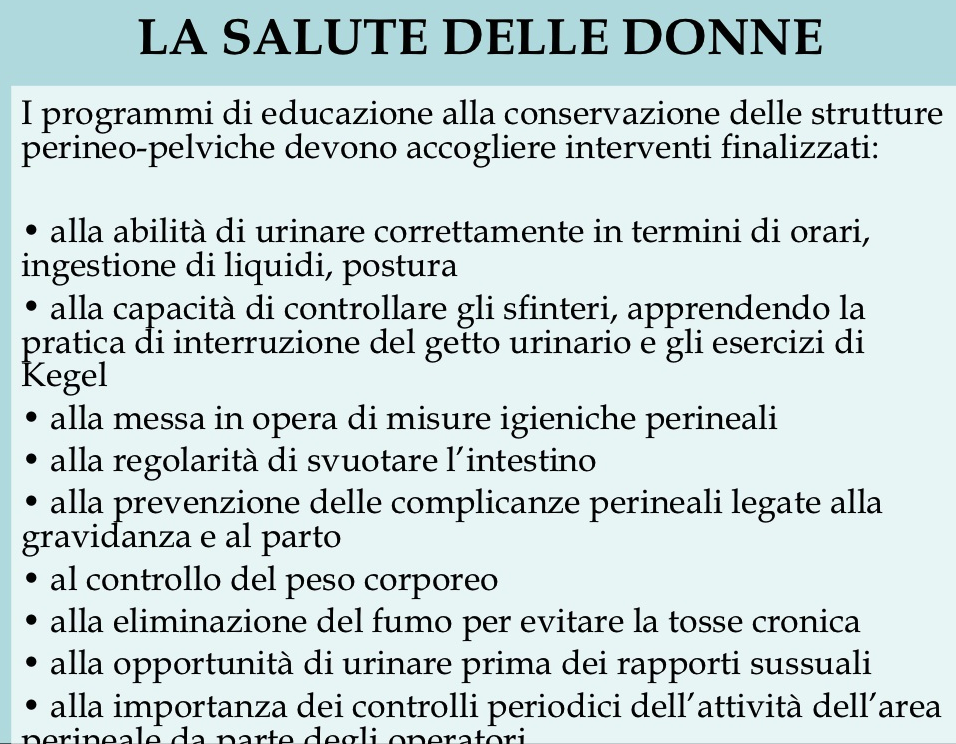 LA SALUTE DELLE DONNE
I programmi di educazione alla conservazione delle strutture
perineo-pelviche devono accogliere interventi finalizzati:
• alla abilità di urinare correttamente in termini di orari,
ingestione di liquidi, postura
• alla capacità di controllare gli sfinteri, apprendendo la
pratica di interruzione del getto urinario e gli esercizi di
Kegel
• alla messa in opera di misure igieniche perineali
• alla regolarità di svuotare l’intestino
• alla prevenzione delle complicanze perineali legate alla
gravidanza e al parto
• al controllo del peso corporeo
• alla eliminazione del fumo per evitare la tosse cronica
• alla opportunità di urinare prima dei rapporti sussuali
• alla importanza dei controlli periodici dell’attività dell’area
perineale da parte degli operatori